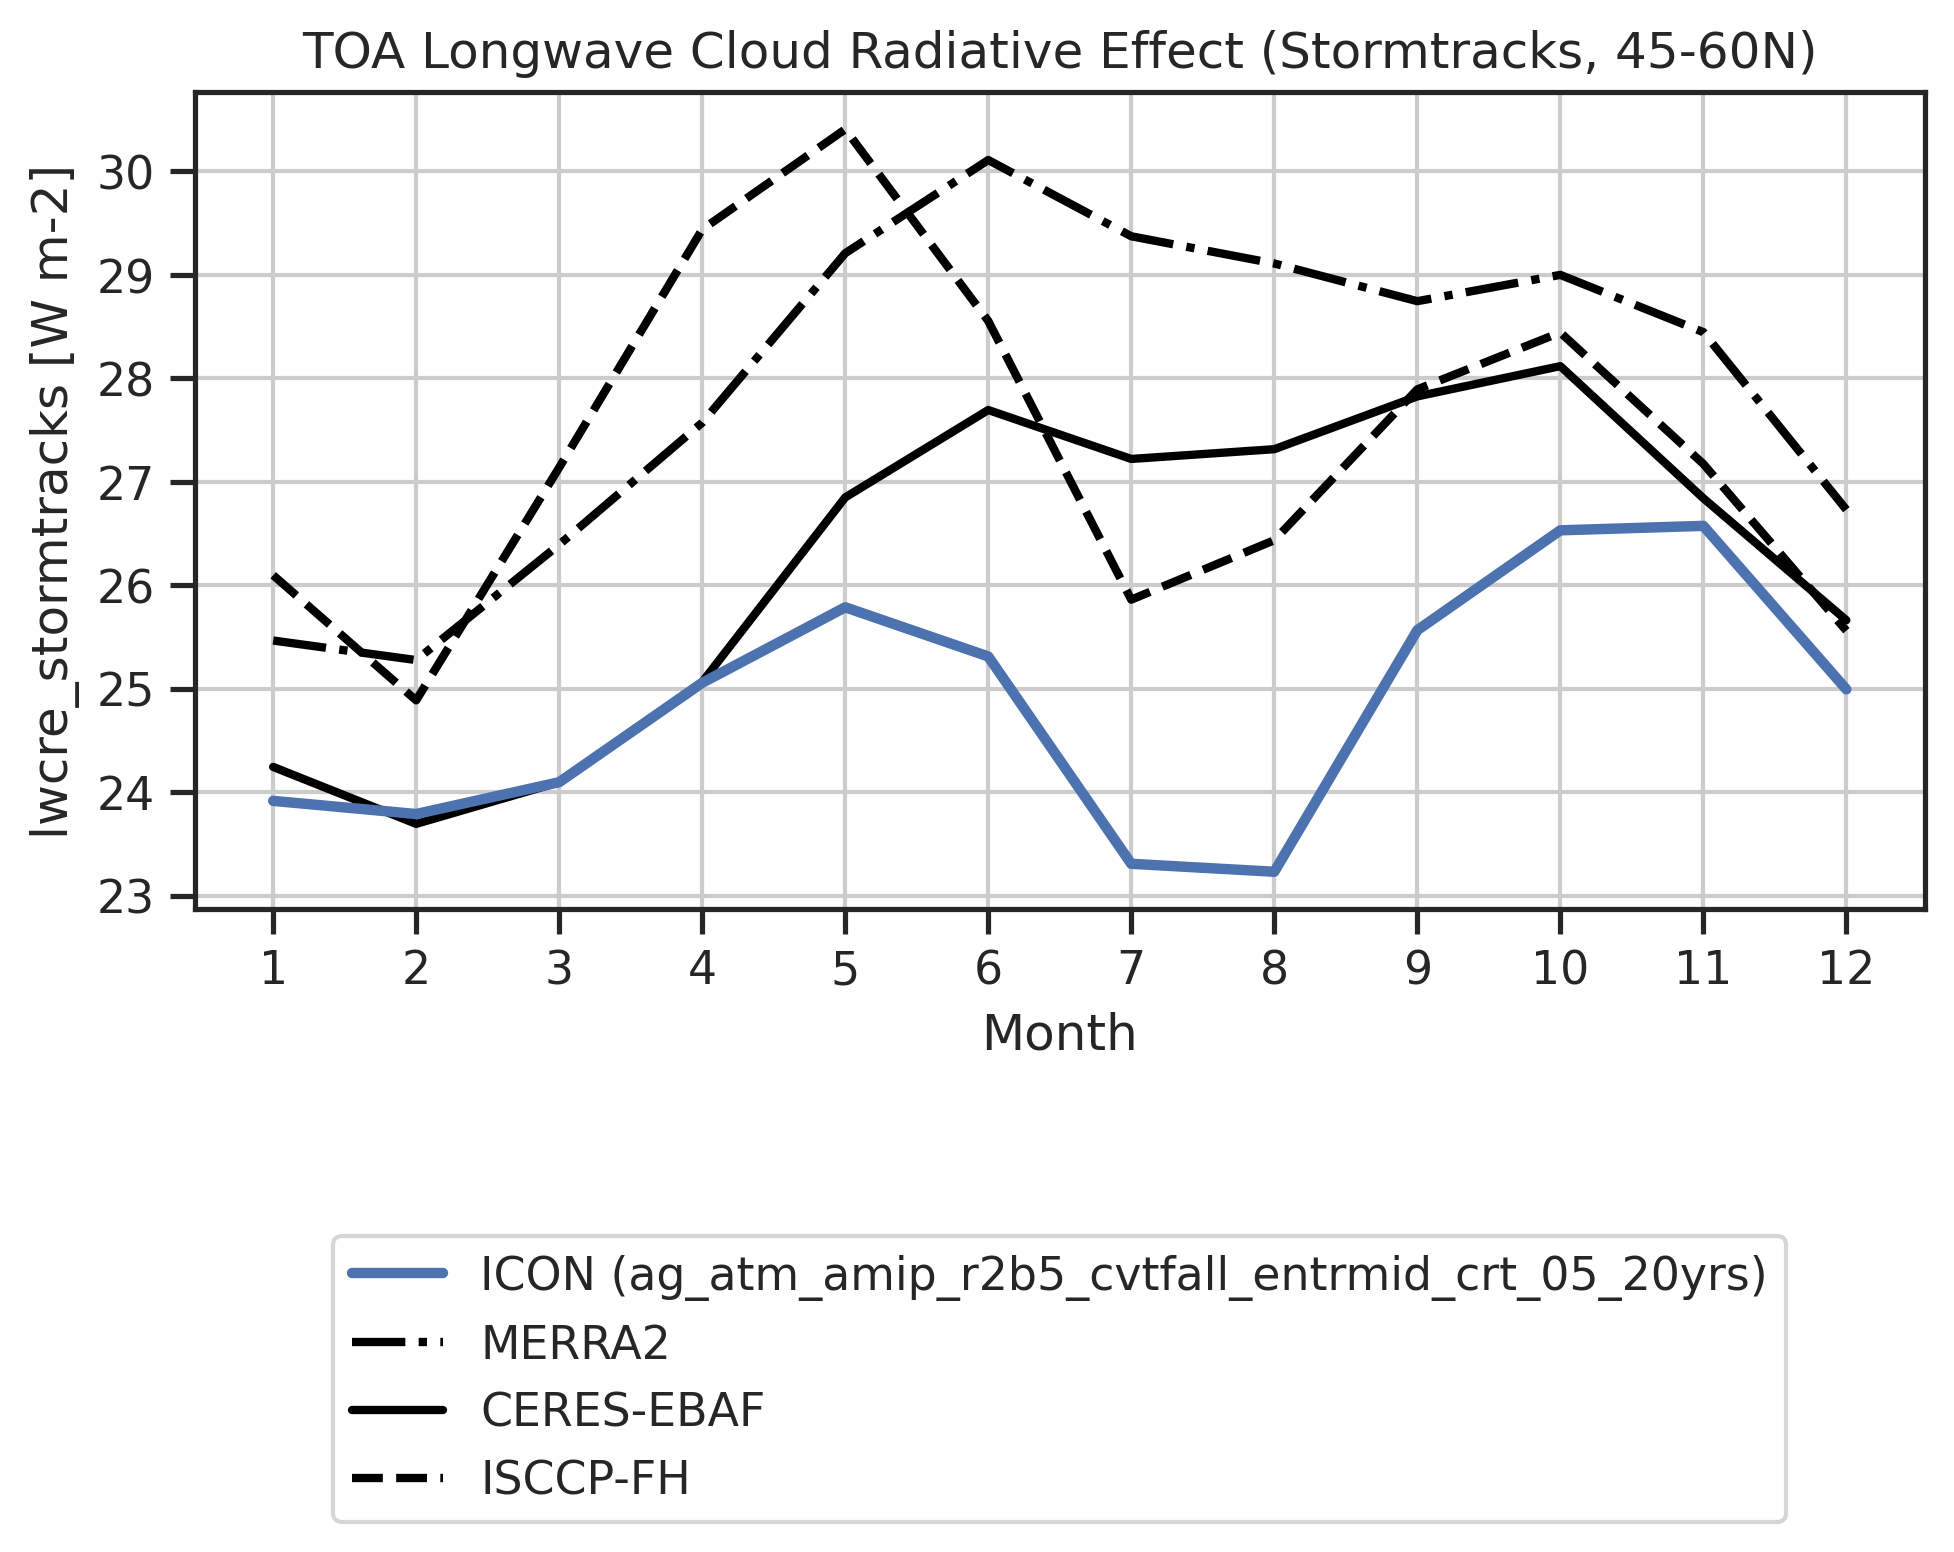 TOA Longwave Cloud Radiative Effect (Stormtracks, 45-60N)
lwcre_stormtracks [W m-2]
30
29
28
27
26
25
24
23
1 2 3 4 5 6 7 8 9 10 11 12
Month
ICON (ag_atm_amip_r2b5_cvtfall_entrmid_crt_05_20yrs)
MERRA2
CERES-EBAF
ISCCP-FH